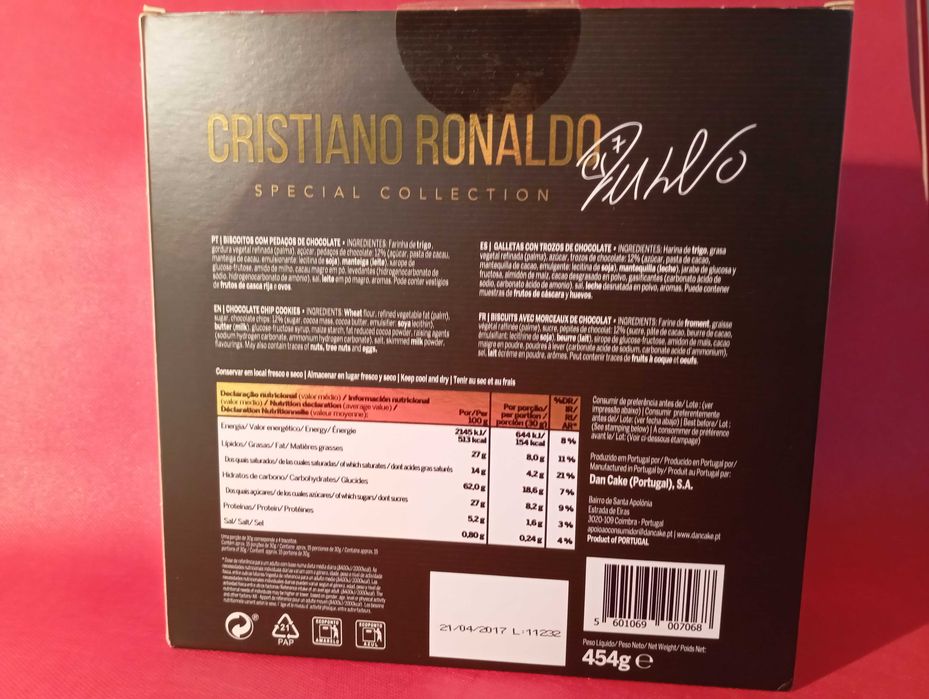 CRISTIANO RONALDO
7
SPECIAL COLLECTION
PT | BISCOITOS COM PEDAÇOS DE CHOCOLATE • INGREDIENTES: Farinha de trigo,
gordura vegetal refinada (palma), açúcar, pedaços de chocolate: 12% (açúcar, pasta de cacau,
manteiga de cacau, emulsionante: lecitina de soja), manteiga (leite), xarope de
glucose-frutose, amido de milho, cacau magro em pó, levedantes (hidrogenocarbonato de
sódio, hidrogenocarbonato de amónio), sal, leite em pó magro, aromas. Pode conter vestígios
de frutos de casca rija e ovos.
EN | CHOCOLATE CHIP COOKIES • INGREDIENTS: Wheat flour, refined vegetable fat (palm),
sugar, chocolate chips: 12% (sugar, cocoa mass, cocoa butter, emulsifier: soya lecithin),
butter (milk), glucose-fructose syrup, maize starch, fat reduced cocoa powder, raising agents
(sodium hydrogen carbonate, ammonium hydrogen carbonate), salt, skimmed milk powder,
flavourings. May also contain traces of nuts, tree nuts and eggs.
ES | GALLETAS CON TROZOS DE CHOCOLATE • INGREDIENTES: Harina de trigo, grasa
vegetal refinada (palma), azúcar, trozos de chocolate: 12% (azúcar, pasta de cacao,
mantequilla de cacao, emulgente: lecitina de soja), mantequilla (leche), jarabe de glucosa y
fructosa, almidón de maíz, cacao desgrasado en polvo, gasificantes (carbonato ácido de
sodio, carbonato ácido de amonio), sal, leche desnatada en polvo, aromas. Puede contener
muestras de frutos de cáscara y huevos.
FR | BISCUITS AVEC MORCEAUX DE CHOCOLAT • INGREDIENTS: Farine de froment, graisse
végétal rafinée (palme), sucre, pépites de chocolat: 12% (sucre, pâte de cacao, beurre de cacao,
émulsifiant: lecithine de soja), beurre (lait), sirope de glucose-fructose, amidon de maïs, cacao
maigre en poudre, poudres à lever (carbonate acide de sodium, carbonate acide d'ammonium),
sel, lait écrémé en poudre, arômes. Peut contenir traces de fruits à coque et oeufs.
Conservar em local fresco e seco | Almacenar en lugar fresco y seco | Keep cool and dry | Tenir au sec et au frais
Declaração nutricional (valor médio) / Información nutricional
(valor medio) / Nutrition declaration (average value) /
Déclaration Nutritionnelle (valeur moyenne):
Por/Per
100 g
Por porção/
per portion/
porción (30 g)
%DR/
IR/
RI/
AR*
Energia/ Valor energético/ Energy/ Énergie 2145 kJ/ 513 kcal 644 kJ/ 154 kcal 8 %
Lípidos/ Grasas/ Fat/ Matières grasses 27 g 8,0 g 11 %
Dos quais saturados/ de las cuales saturadas/ of which saturates/ dont acides gras saturés 14 g 4,2 g 21 %
Hidratos de carbono/ Carbohydrates/ Glucides 62,0 g 18,6 g 7 %
Dos quais açúcares/ de los cuales azúcares/ of which sugars/ dont sucres 27 g 8,2 g 9 %
Proteínas/ Protein/ Protéines 5,2 g 1,6 g 3 %
Sal/ Salt/ Sel 0,80 g 0,24 g 4 %
Consumir de preferência antes de/ Lote: (ver
impressão abaixo) | Consumir preferentemente
antes del/ Lote: (ver fecha abajo) | Best before/ Lot:
(See stamping below) | A consommer de préférence
avant le/ Lot: (Voir ci-dessous étampage)
Produzido em Portugal por/ Producido en Portugal por/
Manufactured in Portugal by/ Produit au Portugal par:
Dan Cake (Portugal), S.A.
Bairro de Santa Apolónia
Estrada de Eiras
3020-109 Coimbra - Portugal
apoioaoconsumidor@dancake.pt | www.dancake.pt
Product of PORTUGAL
21
PAP
ECOPONTO
AMARELO
ECOPONTO
AZUL
21/04/2017 L:11232
5 601069 007068
Peso Líquido/ Peso Neto/ Net Weight/ Poids Net:
454g e